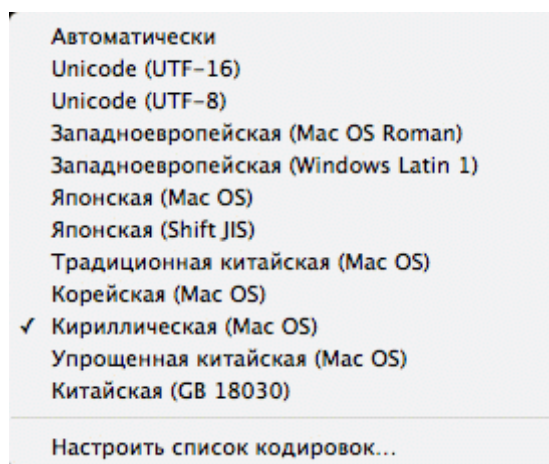 Автоматически
Unicode (UTF-16)
Unicode (UTF-8)
Западноевропейская (Mac OS Roman)
Западноевропейская (Windows Latin 1)
Японская (Mac OS)
Японская (Shift JIS)
Традиционная китайская (Mac OS)
Корейская (Mac OS)
✓ Кириллическая (Mac OS)
Упрощенная китайская (Mac OS)
Китайская (GB 18030)
Настроить список кодировок...